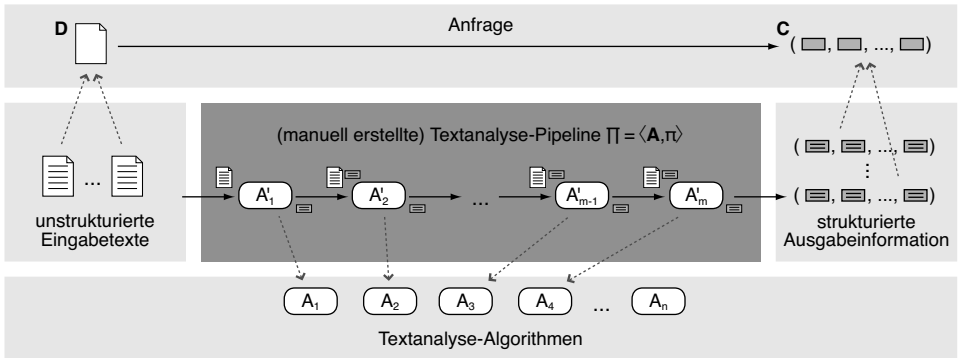 D
Anfrage
C
( , , ..., )
(manuell erstellte) Textanalyse-Pipeline ∏ = ⟨A,π⟩
...
unstrukturierte
Eingabetexte
A'1
A'2
...
A'm-1
A'm
( , , ..., )
⋮
( , , ..., )
strukturierte
Ausgabeinformation
A1 A2 A3 A4 ... An
Textanalyse-Algorithmen